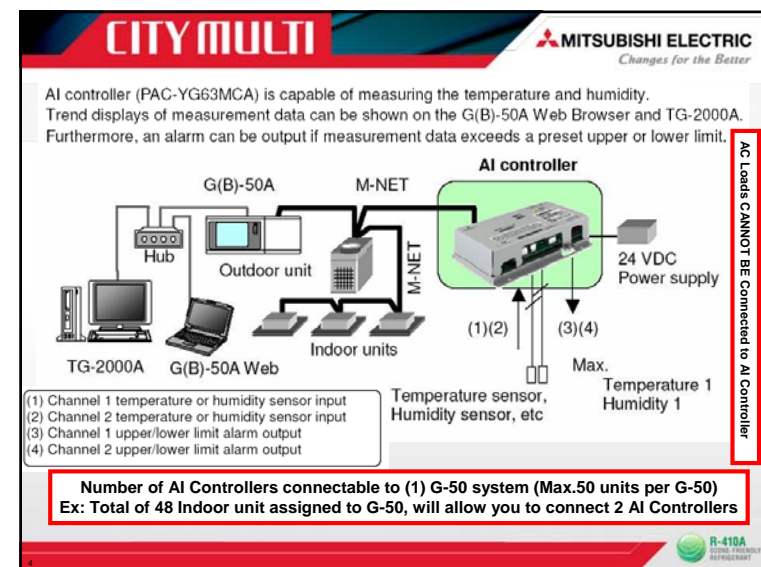 CITY MULTI
MITSUBISHI ELECTRIC
Changes for the Better
AI controller (PAC-YG63MCA) is capable of measuring the temperature and humidity.
Trend displays of measurement data can be shown on the G(B)-50A Web Browser and TG-2000A.
Furthermore, an alarm can be output if measurement data exceeds a preset upper or lower limit.
AI controller
G(B)-50A
M-NET
Hub
Outdoor unit
M-NET
24 VDC
Power supply
TG-2000A
G(B)-50A Web
Indoor units
(1)(2)
(3)(4)
Temperature sensor,
Humidity sensor, etc
Max.
Temperature 1
Humidity 1
AC Loads CANNOT BE Connected to AI Controller
(1) Channel 1 temperature or humidity sensor input
(2) Channel 2 temperature or humidity sensor input
(3) Channel 1 upper/lower limit alarm output
(4) Channel 2 upper/lower limit alarm output
Number of AI Controllers connectable to (1) G-50 system (Max.50 units per G-50)
Ex: Total of 48 Indoor unit assigned to G-50, will allow you to connect 2 AI Controllers
4
R-410A
OZONE-FRIENDLY
REFRIGERANT